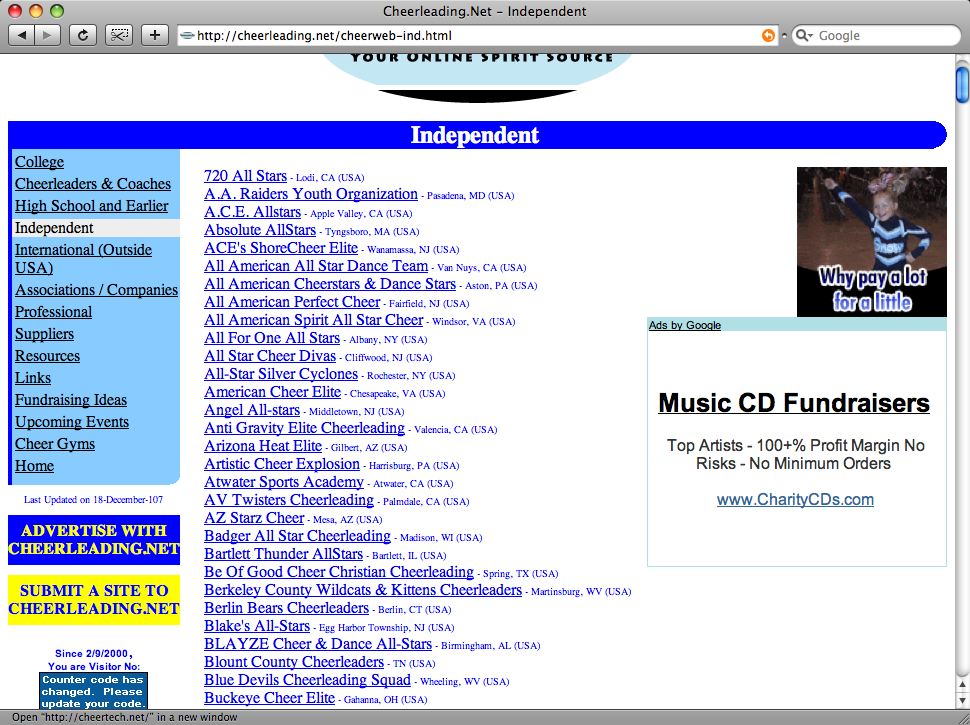 Cheerleading.Net – Independent
http://cheerleading.net/cheerweb-ind.html
Google
YOUR ONLINE SPIRIT SOURCE
Independent
College
Cheerleaders & Coaches
High School and Earlier
Independent
International (Outside
USA)
Associations / Companies
Professional
Suppliers
Resources
Links
Fundraising Ideas
Upcoming Events
Cheer Gyms
Home
Last Updated on 18-December-107
ADVERTISE WITH
CHEERLEADING.NET
SUBMIT A SITE TO
CHEERLEADING.NET
Since 2/9/2000,
You are Visitor No:
Counter code has
changed. Please
update your code.
720 All Stars - Lodi, CA (USA)
A.A. Raiders Youth Organization - Pasadena, MD (USA)
A.C.E. Allstars - Apple Valley, CA (USA)
Absolute AllStars - Tyngsboro, MA (USA)
ACE's ShoreCheer Elite - Wanamassa, NJ (USA)
All American All Star Dance Team - Van Nuys, CA (USA)
All American Cheerstars & Dance Stars - Aston, PA (USA)
All American Perfect Cheer - Fairfield, NJ (USA)
All American Spirit All Star Cheer - Windsor, VA (USA)
All For One All Stars - Albany, NY (USA)
All Star Cheer Divas - Cliffwood, NJ (USA)
All-Star Silver Cyclones - Rochester, NY (USA)
American Cheer Elite - Chesapeake, VA (USA)
Angel All-stars - Middletown, NJ (USA)
Anti Gravity Elite Cheerleading - Valencia, CA (USA)
Arizona Heat Elite - Gilbert, AZ (USA)
Artistic Cheer Explosion - Harrisburg, PA (USA)
Atwater Sports Academy - Atwater, CA (USA)
AV Twisters Cheerleading - Palmdale, CA (USA)
AZ Starz Cheer - Mesa, AZ (USA)
Badger All Star Cheerleading - Madison, WI (USA)
Bartlett Thunder AllStars - Bartlett, IL (USA)
Be Of Good Cheer Christian Cheerleading - Spring, TX (USA)
Berkeley County Wildcats & Kittens Cheerleaders - Martinsburg, WV (USA)
Berlin Bears Cheerleaders - Berlin, CT (USA)
Blake's All-Stars - Egg Harbor Township, NJ (USA)
BLAYZE Cheer & Dance All-Stars - Birmingham, AL (USA)
Blount County Cheerleaders - TN (USA)
Blue Devils Cheerleading Squad - Wheeling, WV (USA)
Buckeye Cheer Elite - Gahanna, OH (USA)
Why pay a lot
for a little
Ads by Google
Music CD Fundraisers
Top Artists - 100+% Profit Margin No
Risks - No Minimum Orders
www.CharityCDs.com
Open "http://cheertech.net/" in a new window